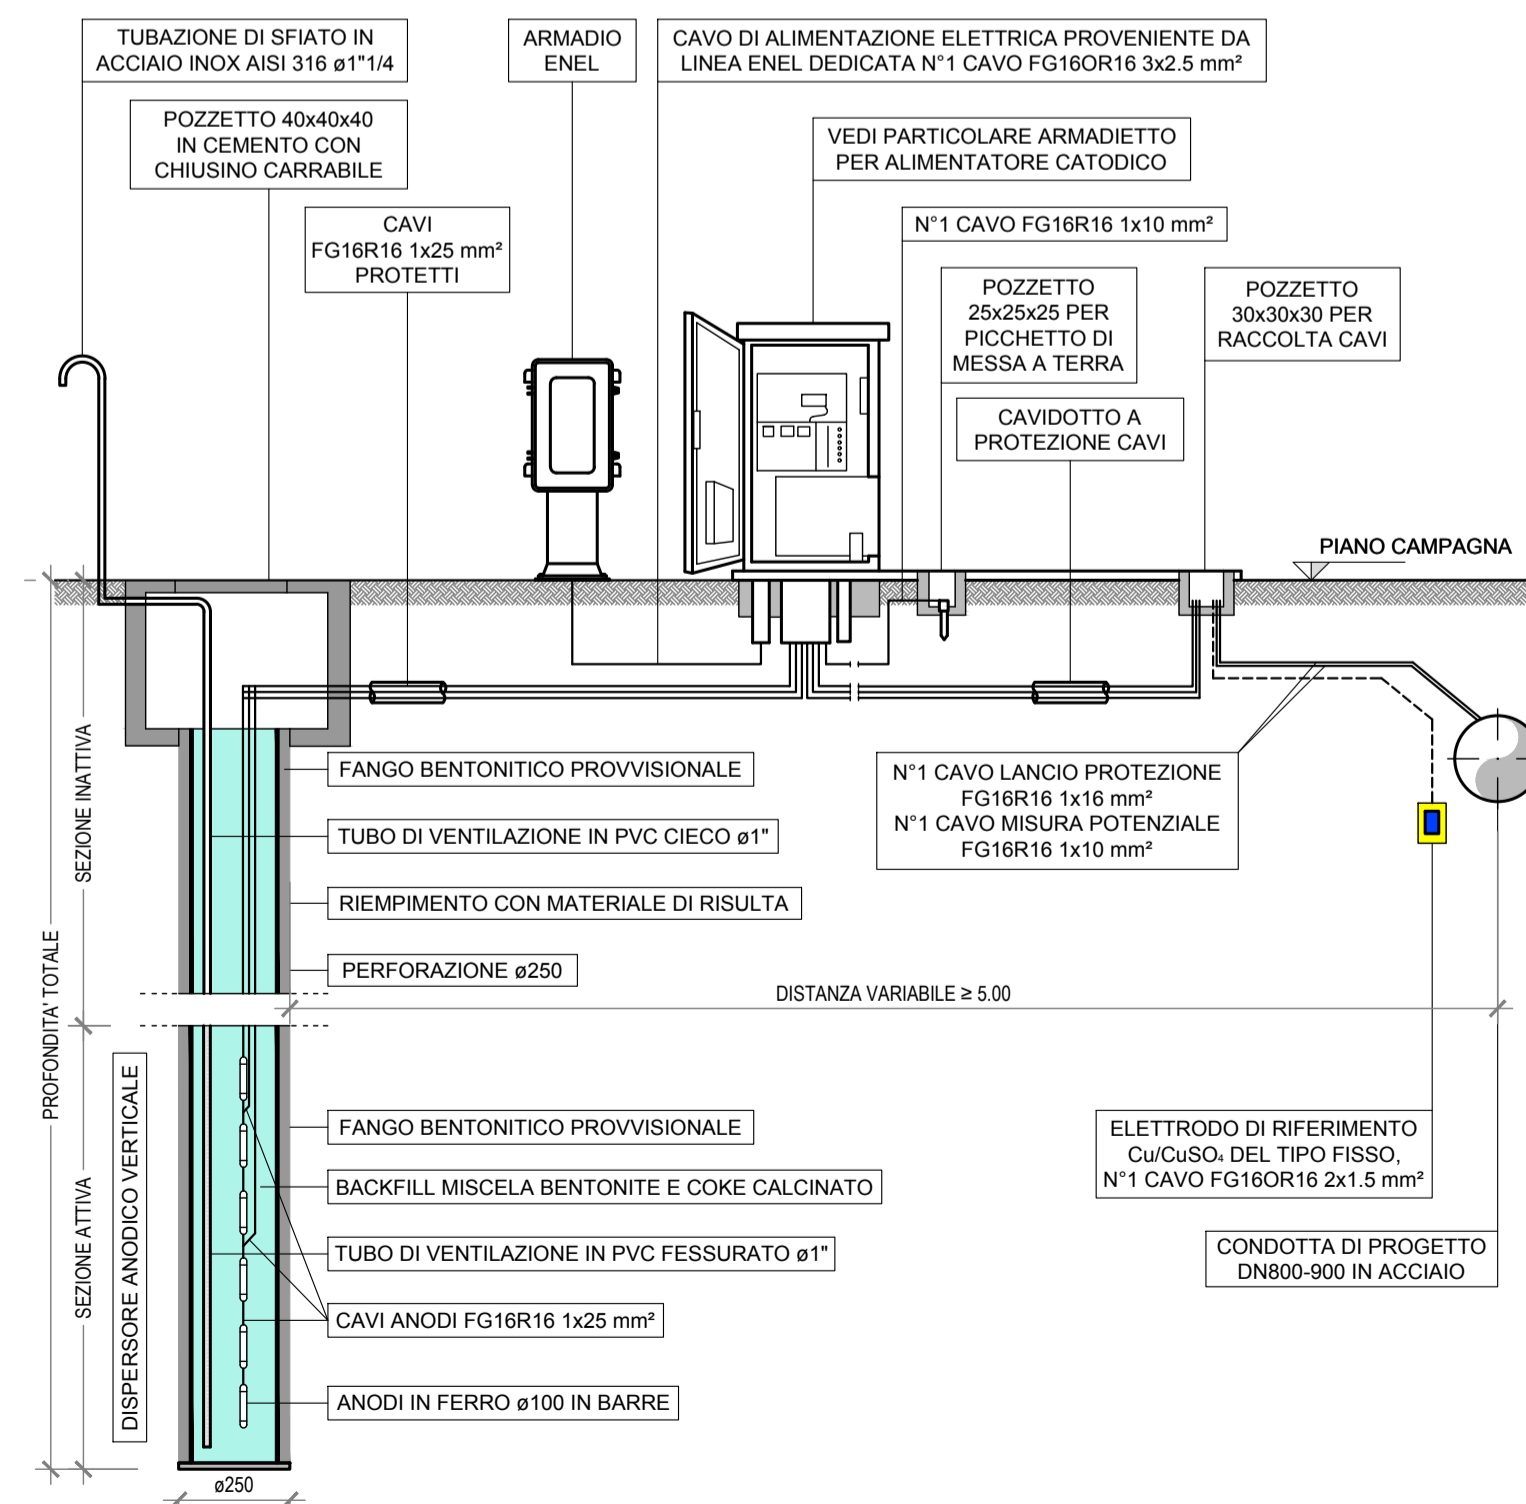 TUBAZIONE DI SFIATO IN
ACCIAIO INOX AISI 316 ø1"1/4
ARMADIO
ENEL
CAVO DI ALIMENTAZIONE ELETTRICA PROVENIENTE DA
LINEA ENEL DEDICATA N°1 CAVO FG16OR16 3x2.5 mm²
POZZETTO 40x40x40
IN CEMENTO CON
CHIUSINO CARRABILE
VEDI PARTICOLARE ARMADIETTO
PER ALIMENTATORE CATODICO
CAVI
FG16R16 1x25 mm²
PROTETTI
N°1 CAVO FG16R16 1x10 mm²
POZZETTO
25x25x25 PER
PICCHETTO DI
MESSA A TERRA
POZZETTO
30x30x30 PER
RACCOLTA CAVI
CAVIDOTTO A
PROTEZIONE CAVI
PIANO CAMPAGNA
SEZIONE INATTIVA
PROFONDITA' TOTALE
SEZIONE ATTIVA
DISPERSORE ANODICO VERTICALE
FANGO BENTONITICO PROVVISIONALE
TUBO DI VENTILAZIONE IN PVC CIECO ø1"
RIEMPIMENTO CON MATERIALE DI RISULTA
PERFORAZIONE ø250
N°1 CAVO LANCIO PROTEZIONE
FG16R16 1x16 mm²
N°1 CAVO MISURA POTENZIALE
FG16R16 1x10 mm²
DISTANZA VARIABILE ≥ 5.00
FANGO BENTONITICO PROVVISIONALE
BACKFILL MISCELA BENTONITE E COKE CALCINATO
TUBO DI VENTILAZIONE IN PVC FESSURATO ø1"
CAVI ANODI FG16R16 1x25 mm²
ANODI IN FERRO ø100 IN BARRE
ELETTRODO DI RIFERIMENTO
Cu/CuSO₄ DEL TIPO FISSO,
N°1 CAVO FG16OR16 2x1.5 mm²
CONDOTTA DI PROGETTO
DN800-900 IN ACCIAIO
ø250